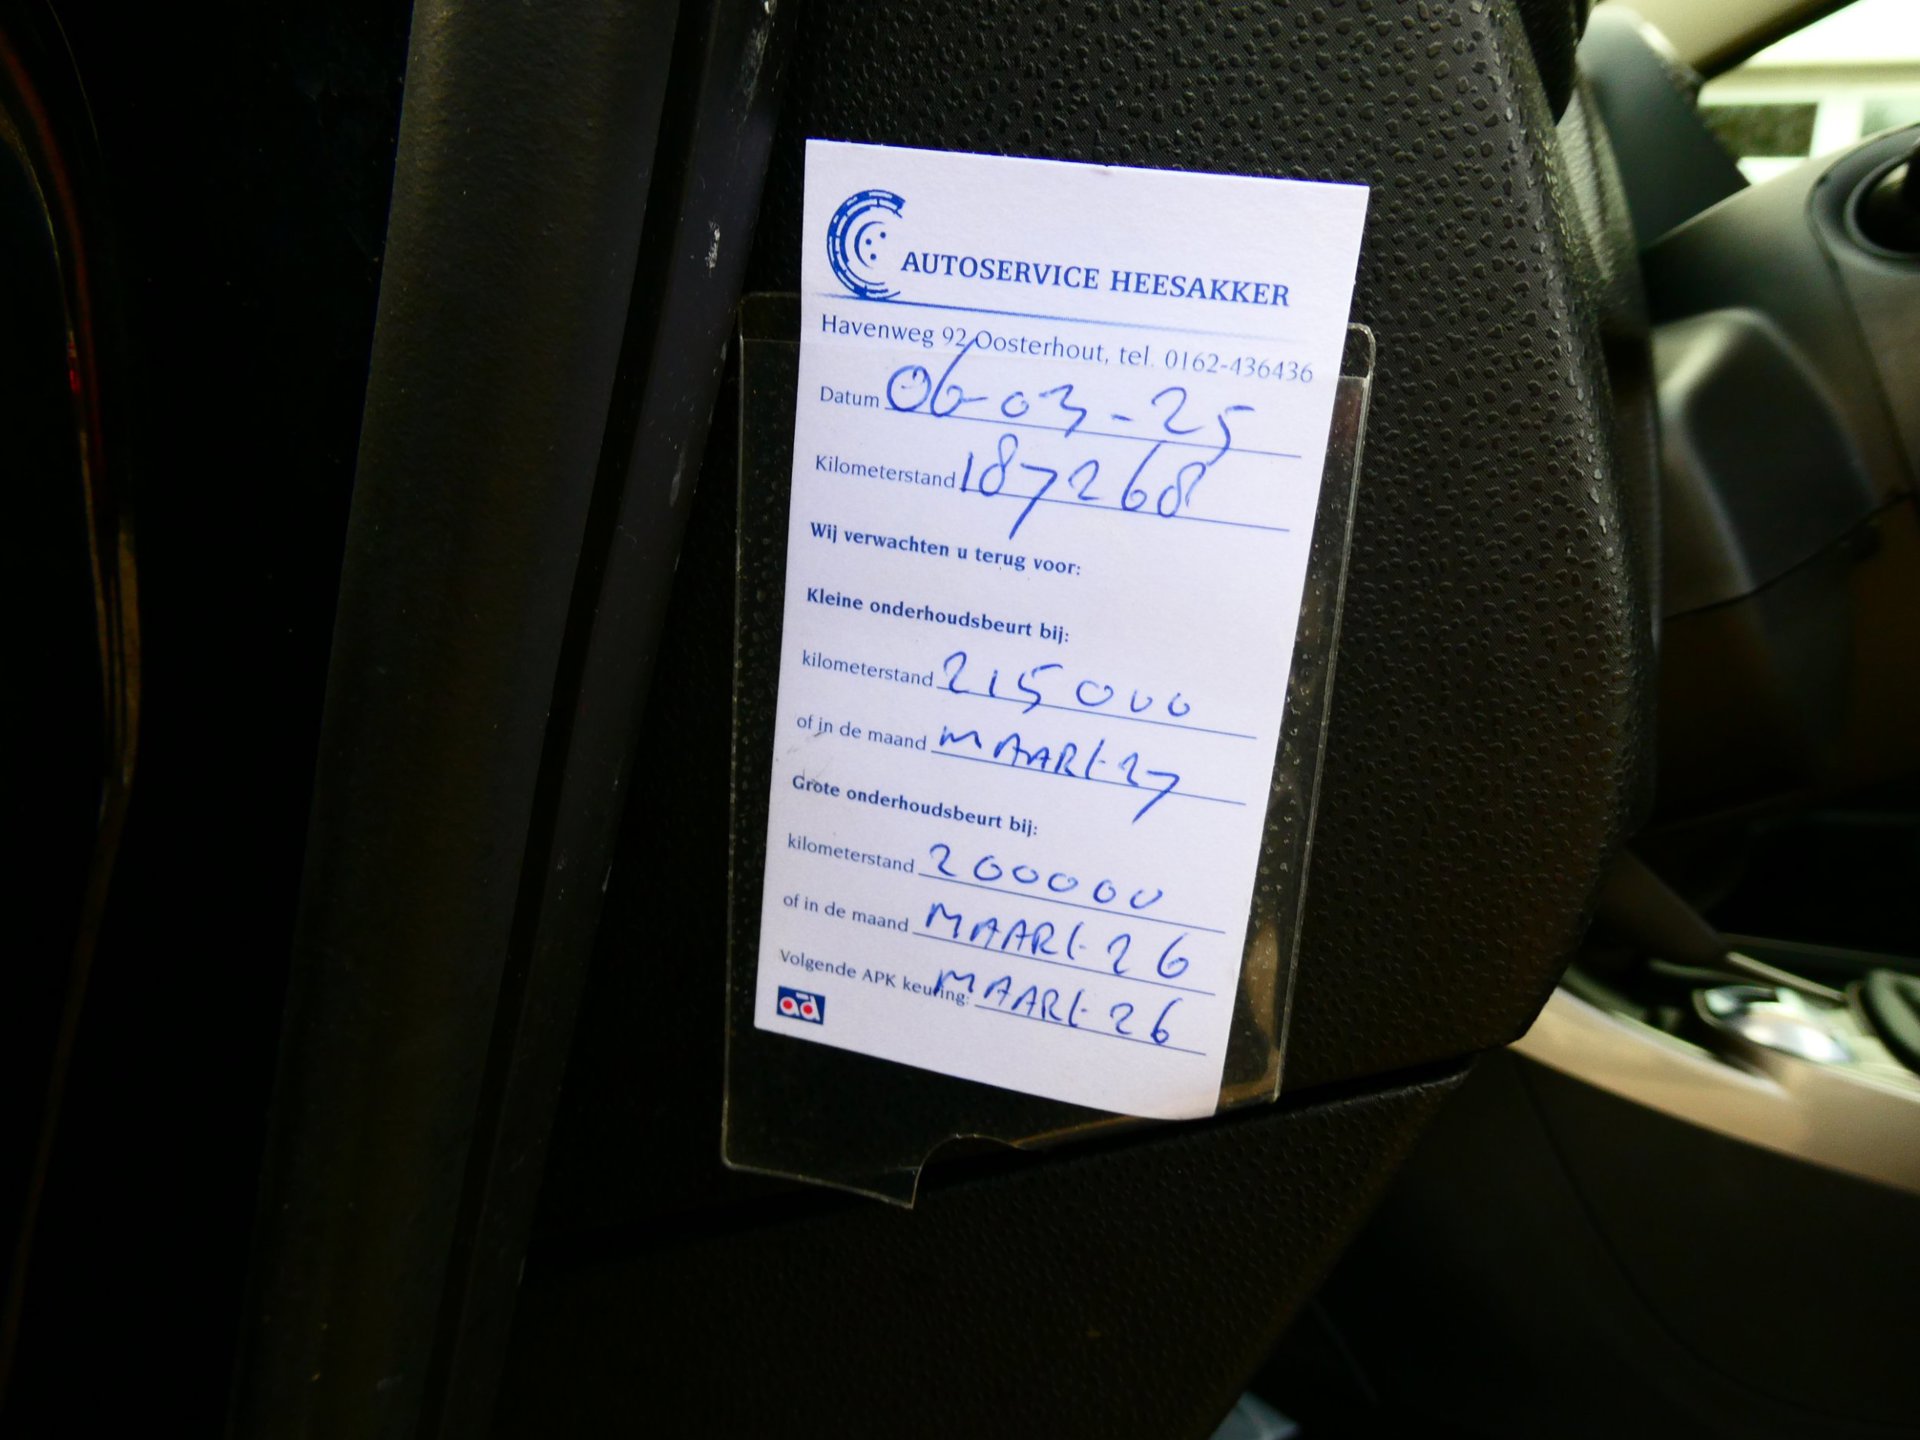 AUTOSERVICE HEESAKKER
Havenweg 92 Oosterhout, tel. 0162-436436
Datum 06-03-25
Kilometerstand 187268
Wij verwachten u terug voor:
Kleine onderhoudsbeurt bij:
kilometerstand 215000
of in de maand MAART 27
Grote onderhoudsbeurt bij:
kilometerstand 200000
of in de maand MAART 26
Volgende APK keuring: MAART 26
ad